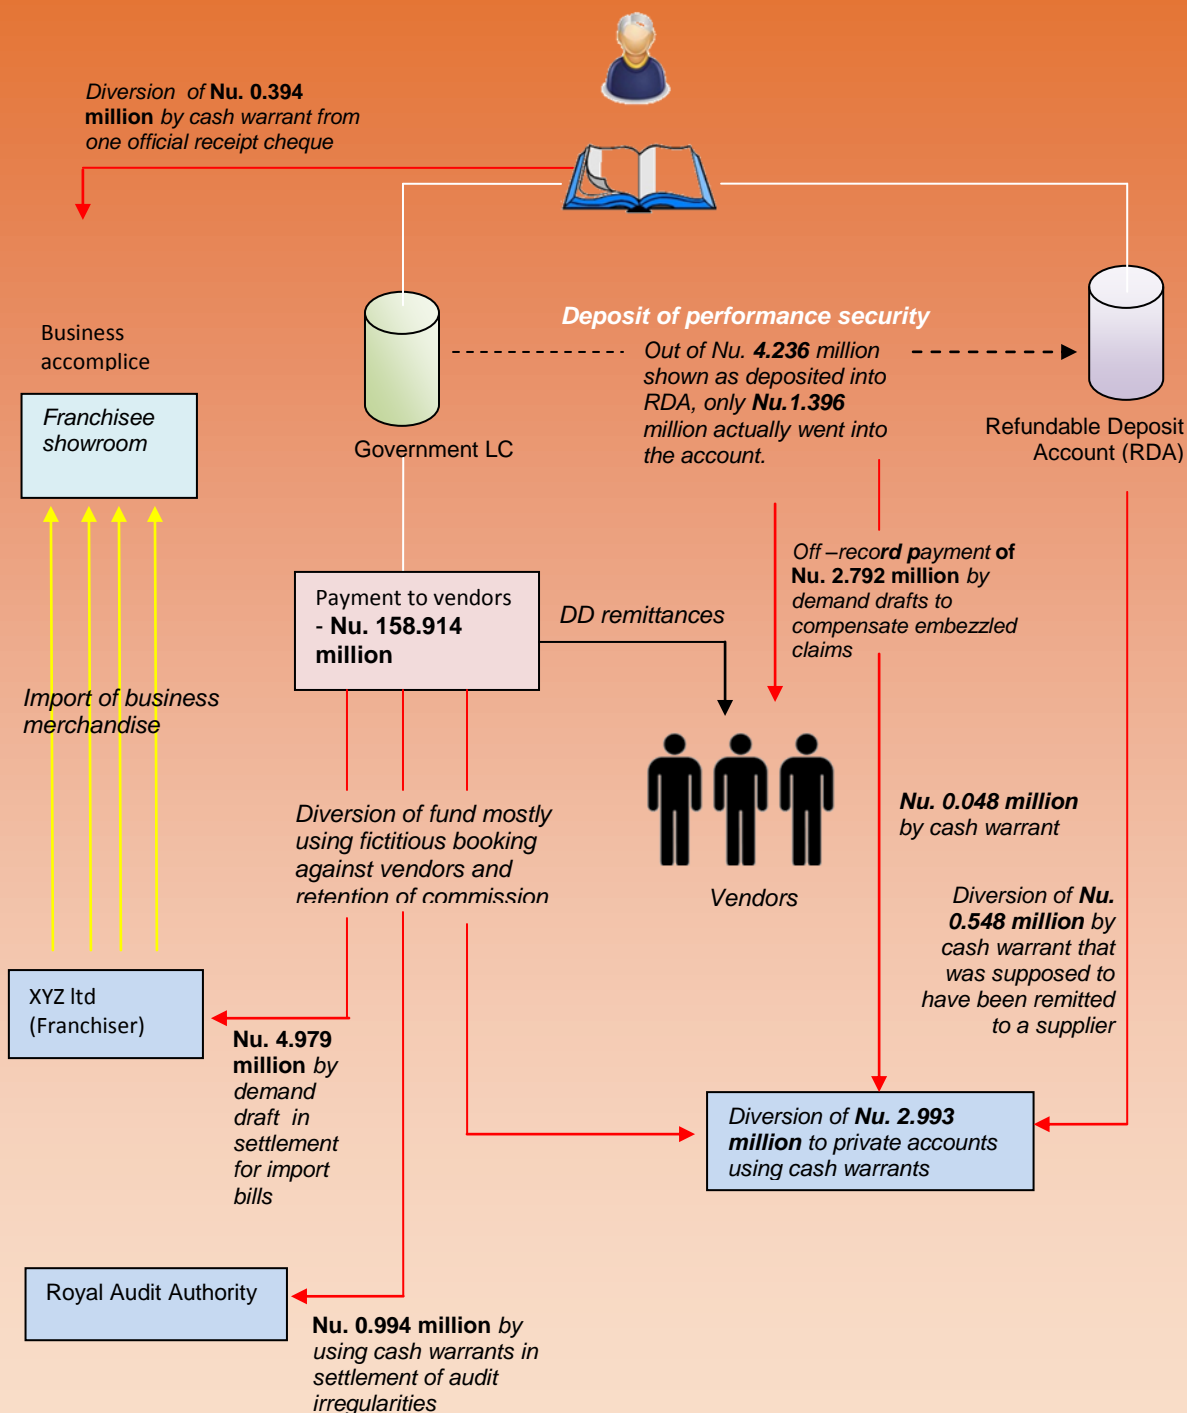 Diversion of Nu. 0.394
million by cash warrant from
one official receipt cheque
Business
accomplice
Franchisee
showroom
Government LC
Deposit of performance security
Out of Nu. 4.236 million
shown as deposited into
RDA, only Nu.1.396
million actually went into
the account.
Refundable Deposit
Account (RDA)
Payment to vendors
- Nu. 158.914
million
DD remittances
Off –record payment of
Nu. 2.792 million by
demand drafts to
compensate embezzled
claims
Import of business
merchandise
Diversion of fund mostly
using fictitious booking
against vendors and
retention of commission
Vendors
Nu. 0.048 million
by cash warrant
Diversion of Nu.
0.548 million by
cash warrant that
was supposed to
have been remitted
to a supplier
XYZ ltd
(Franchiser)
Nu. 4.979
million by
demand
draft in
settlement
for import
bills
Diversion of Nu. 2.993
million to private accounts
using cash warrants
Royal Audit Authority
Nu. 0.994 million by
using cash warrants in
settlement of audit
irregularities